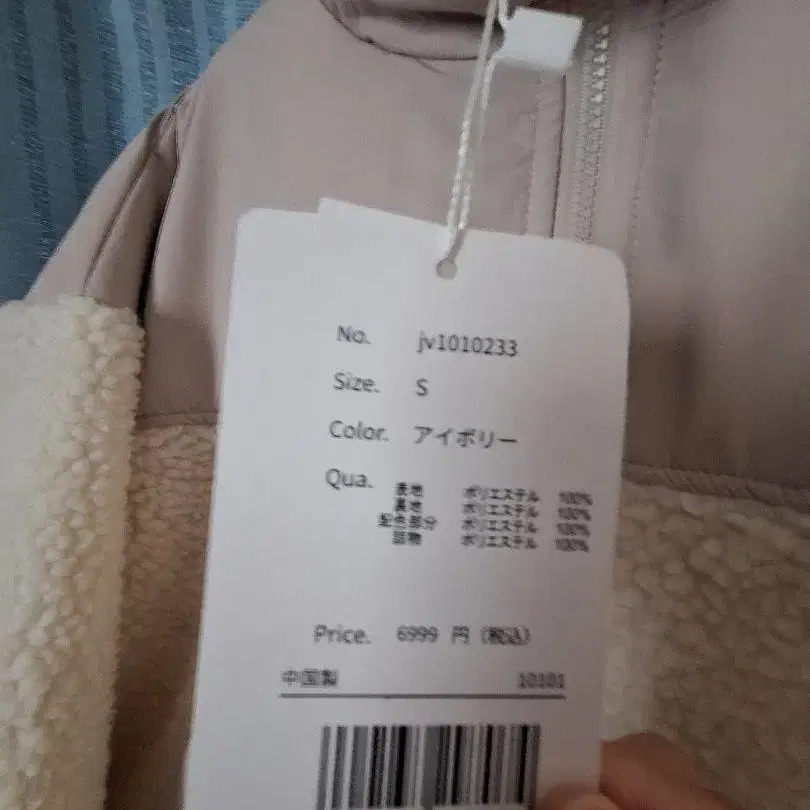 No. jv1010233
Size. S
Color. アイボリー
Qua. 表地 ポリエステル 100%
裏地 ポリエステル 100%
配色部分 ポリエステル 100%
詰物 ポリエステル 100%
Price. 6999 円（税込）
中国製 10101